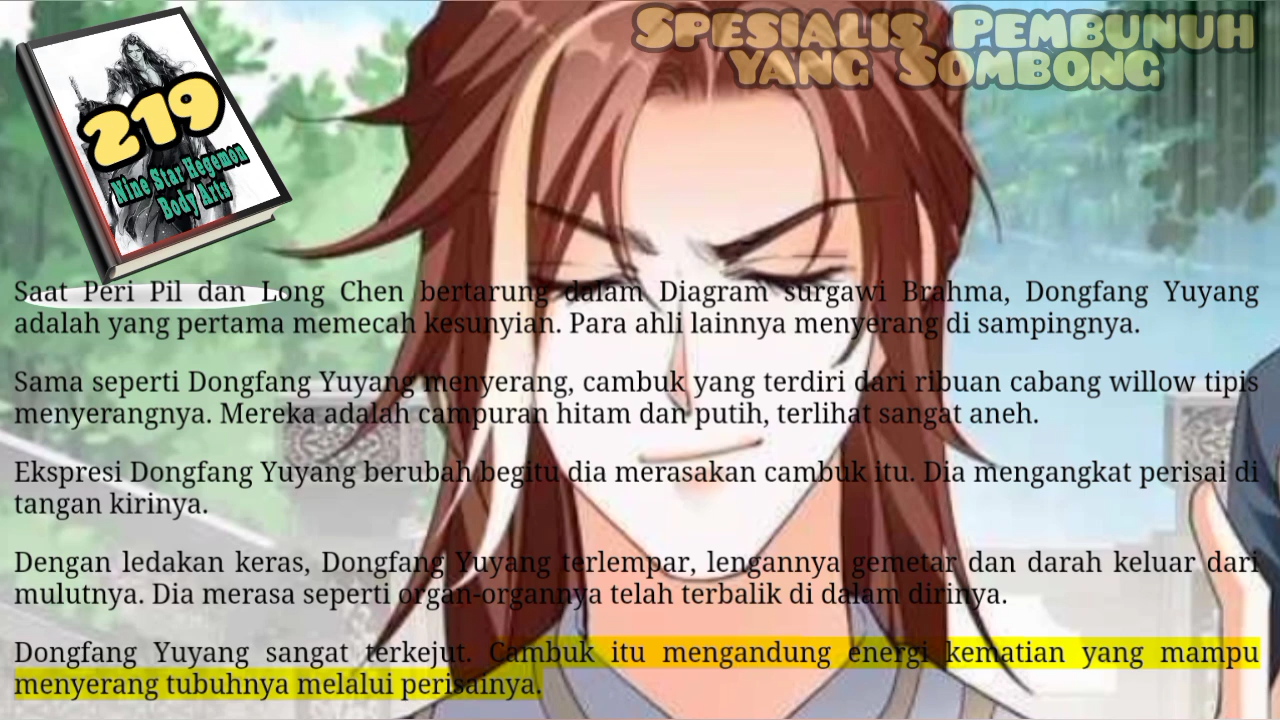 SPESIALIS PEMBUNUH
YANG SOMBONG
219
Nine Star Hegemon
Body Arts
Saat Peri Pil dan Long Chen bertarung dalam Diagram surgawi Brahma, Dongfang Yuyang
adalah yang pertama memecah kesunyian. Para ahli lainnya menyerang di sampingnya.
Sama seperti Dongfang Yuyang menyerang, cambuk yang terdiri dari ribuan cabang willow tipis
menyerangnya. Mereka adalah campuran hitam dan putih, terlihat sangat aneh.
Ekspresi Dongfang Yuyang berubah begitu dia merasakan cambuk itu. Dia mengangkat perisai di
tangan kirinya.
Dengan ledakan keras, Dongfang Yuyang terlempar, lengannya gemetar dan darah keluar dari
mulutnya. Dia merasa seperti organ-organnya telah terbalik di dalam dirinya.
Dongfang Yuyang sangat terkejut. Cambuk itu mengandung energi kematian yang mampu
menyerang tubuhnya melalui perisainya.